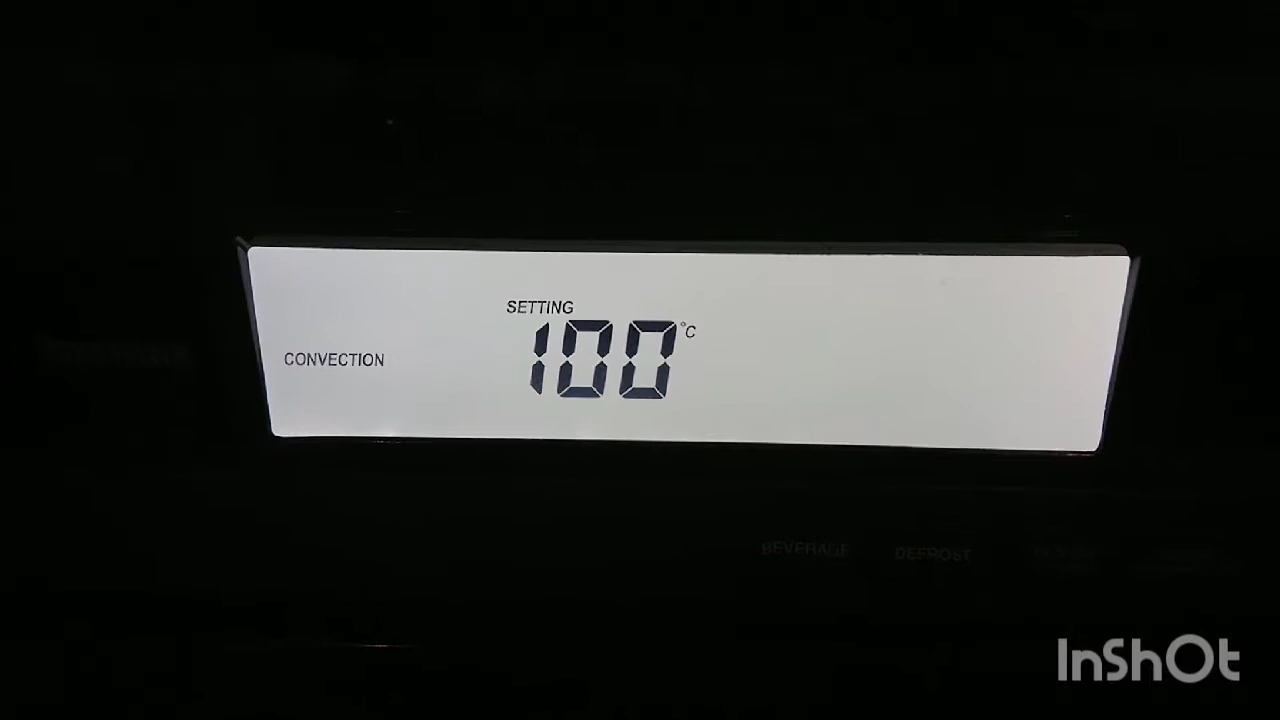 SETTING
100°C
CONVECTION
BEVERAGE DEFROST
InShOt